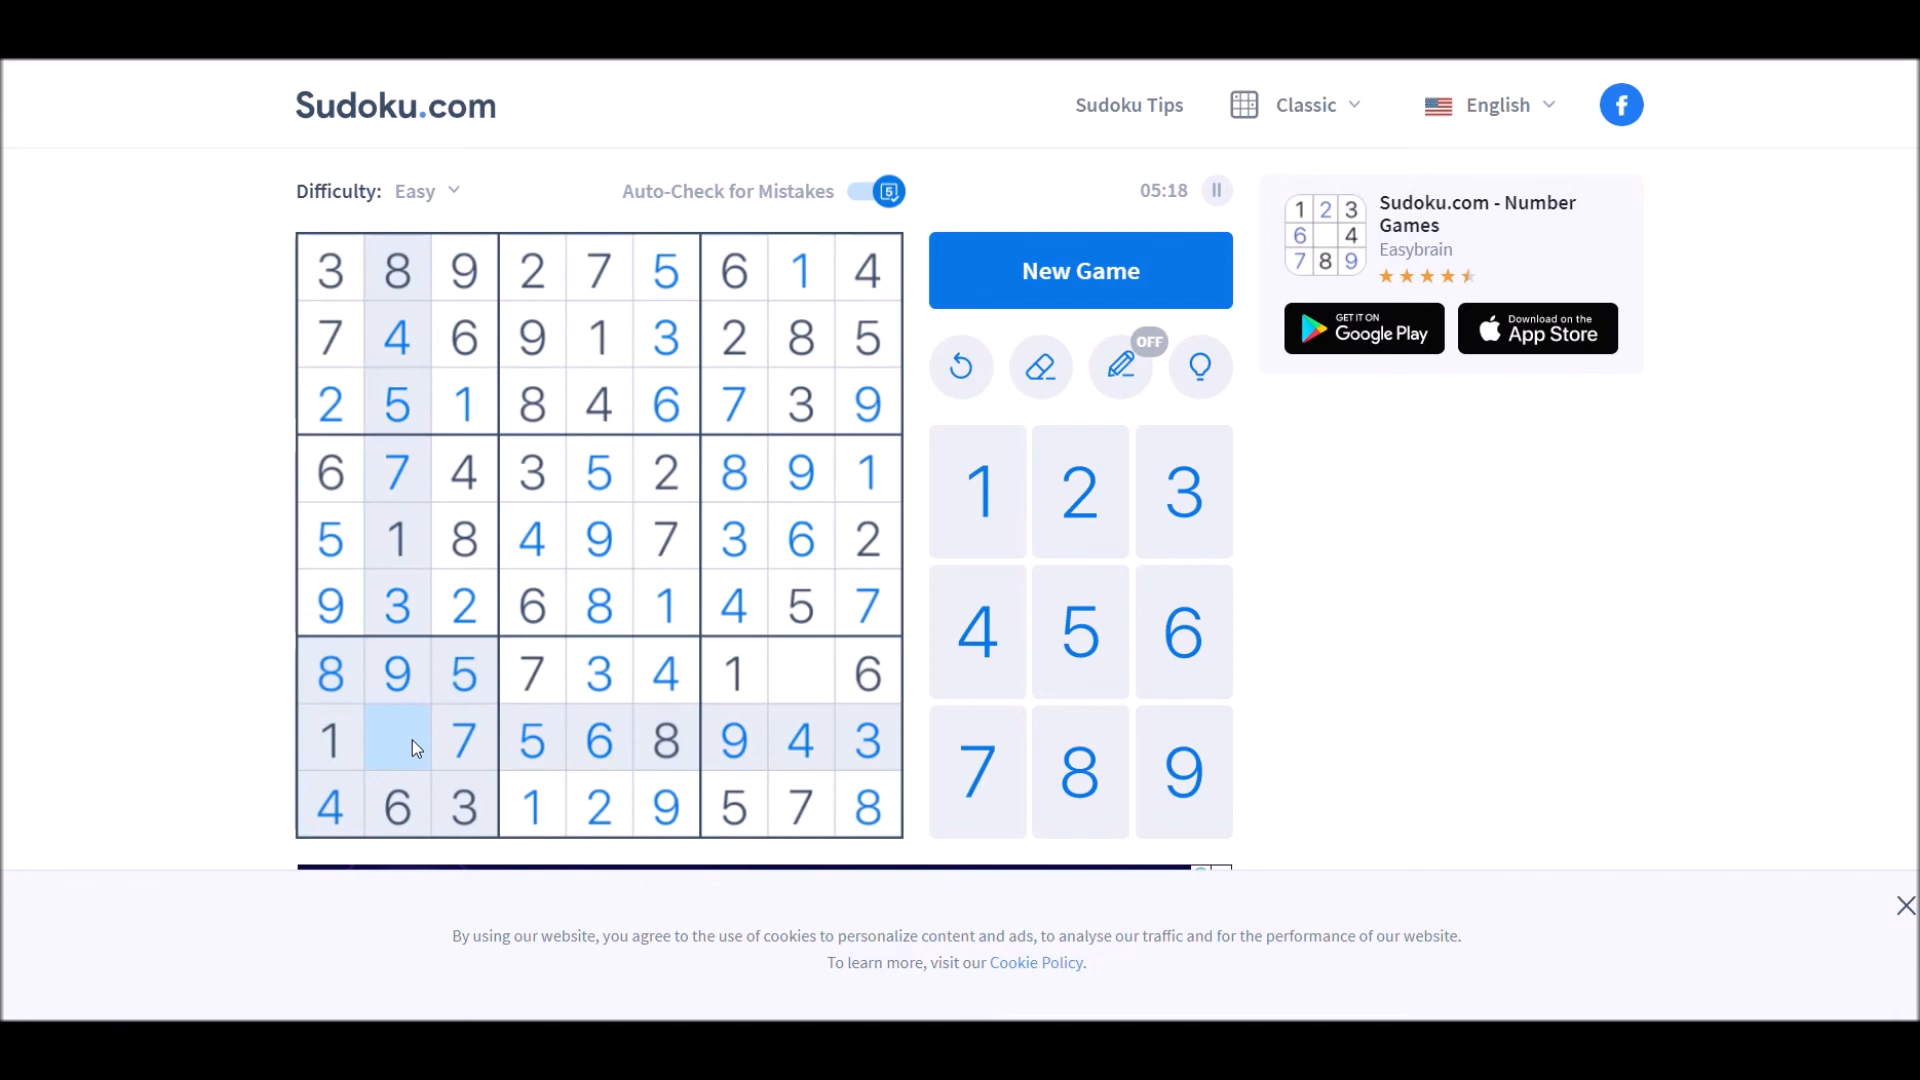 Sudoku.com
Sudoku Tips
Classic
English
Difficulty: Easy
Auto-Check for Mistakes
05:18
3 8 9 2 7 5 6 1 4
7 4 6 9 1 3 2 8 5
2 5 1 8 4 6 7 3 9
6 7 4 3 5 2 8 9 1
5 1 8 4 9 7 3 6 2
9 3 2 6 8 1 4 5 7
8 9 5 7 3 4 1 6
1 7 5 6 8 9 4 3
4 6 3 1 2 9 5 7 8
New Game
OFF
1 2 3
4 5 6
7 8 9
1 2 3
6 4
7 8 9
Sudoku.com - Number
Games
Easybrain
GET IT ON
Google Play
Download on the
App Store
By using our website, you agree to the use of cookies to personalize content and ads, to analyse our traffic and for the performance of our website.
To learn more, visit our Cookie Policy.